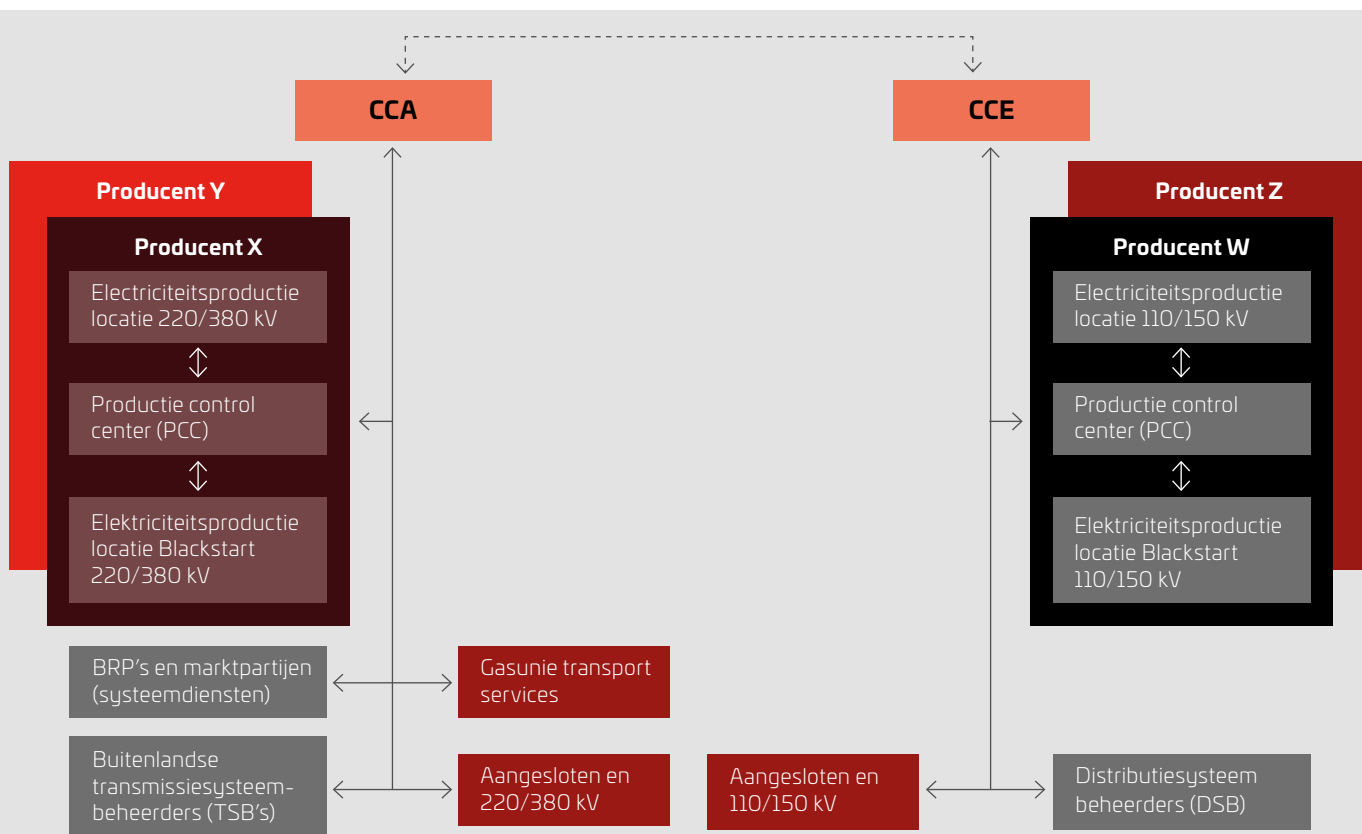 CCA
CCE
Producent Y
Producent X
Electriciteitsproductie
locatie 220/380 kV
Productie control
center (PCC)
Elektriciteitsproductie
locatie Blackstart
220/380 kV
Producent Z
Producent W
Electriciteitsproductie
locatie 110/150 kV
Productie control
center (PCC)
Elektriciteitsproductie
locatie Blackstart
110/150 kV
BRP's en marktpartijen
(systeemdiensten)
Gasunie transport
services
Buitenlandse
transmissiesysteem-
beheerders (TSB's)
Aangesloten en
220/380 kV
Aangesloten en
110/150 kV
Distributiesysteem
beheerders (DSB)